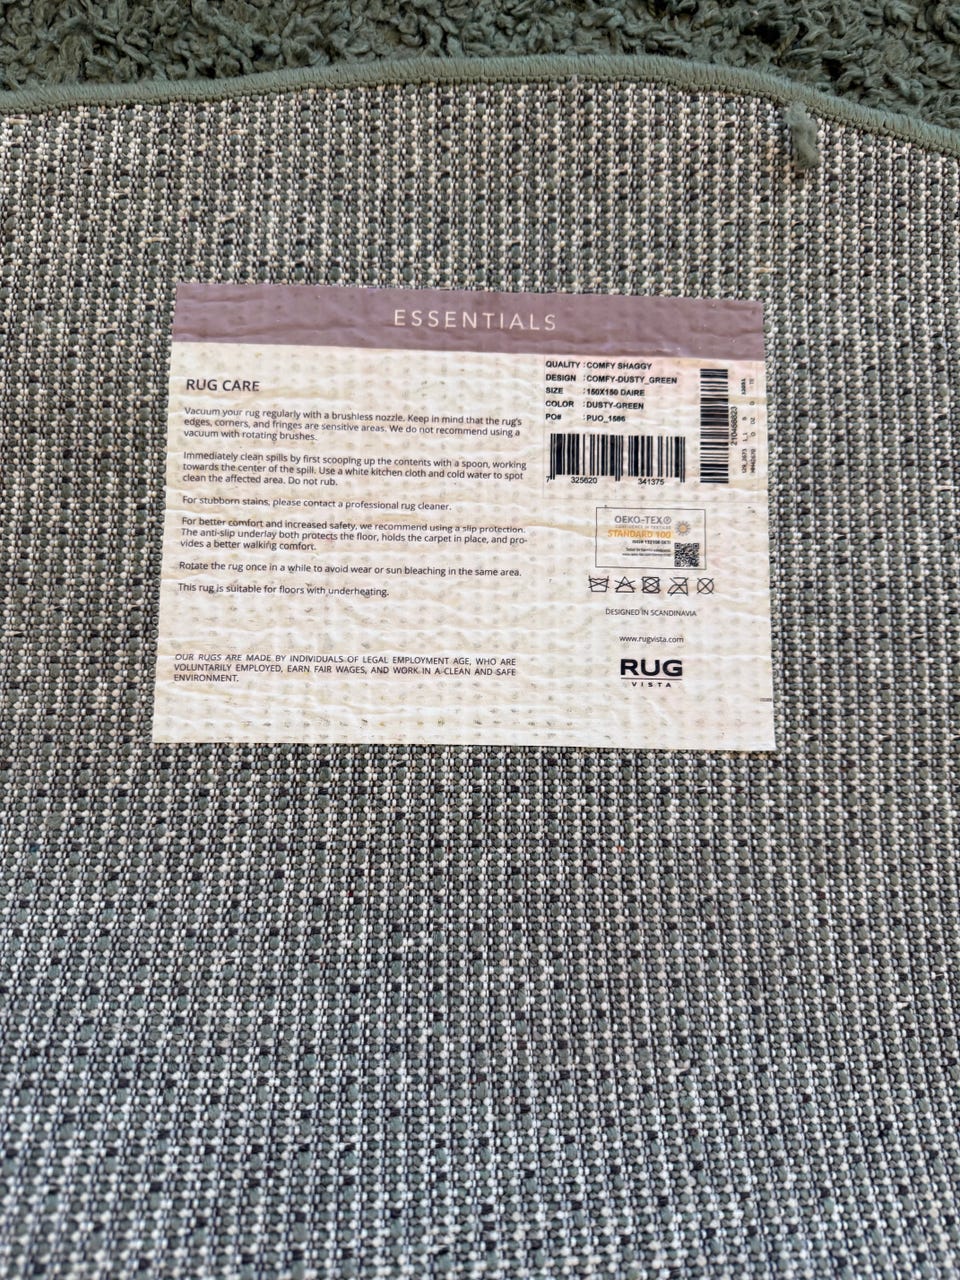 ESSENTIALS
RUG CARE
Vacuum your rug regularly with a brushless nozzle. Keep in mind that the rug's
edges, corners, and fringes are sensitive areas. We do not recommend using a
vacuum with rotating brushes.
Immediately clean spills by first scooping up the contents with a spoon, working
towards the center of the spill. Use a white kitchen cloth and cold water to spot
clean the affected area. Do not rub.
For stubborn stains, please contact a professional rug cleaner.
For better comfort and increased safety, we recommend using a slip protection.
The anti-slip underlay both protects the floor, holds the carpet in place, and pro-
vides a better walking comfort.
Rotate the rug once in a while to avoid wear or sun bleaching in the same area.
This rug is suitable for floors with underheating.
OUR RUGS ARE MADE BY INDIVIDUALS OF LEGAL EMPLOYMENT AGE, WHO ARE
VOLUNTARILY EMPLOYED, EARN FAIR WAGES, AND WORK IN A CLEAN AND SAFE
ENVIRONMENT.
QUALITY : COMFY SHAGGY
DESIGN : COMFY-DUSTY_GREEN
SIZE : 150X150 DAIRE
COLOR : DUSTY-GREEN
PO# : PUO_1586
7 325620 341375
OEKO-TEX®
CONFIDENCE IN TEXTILES
STANDARD 100
DESIGNED IN SCANDINAVIA
www.rugvista.com
RUG
VISTA